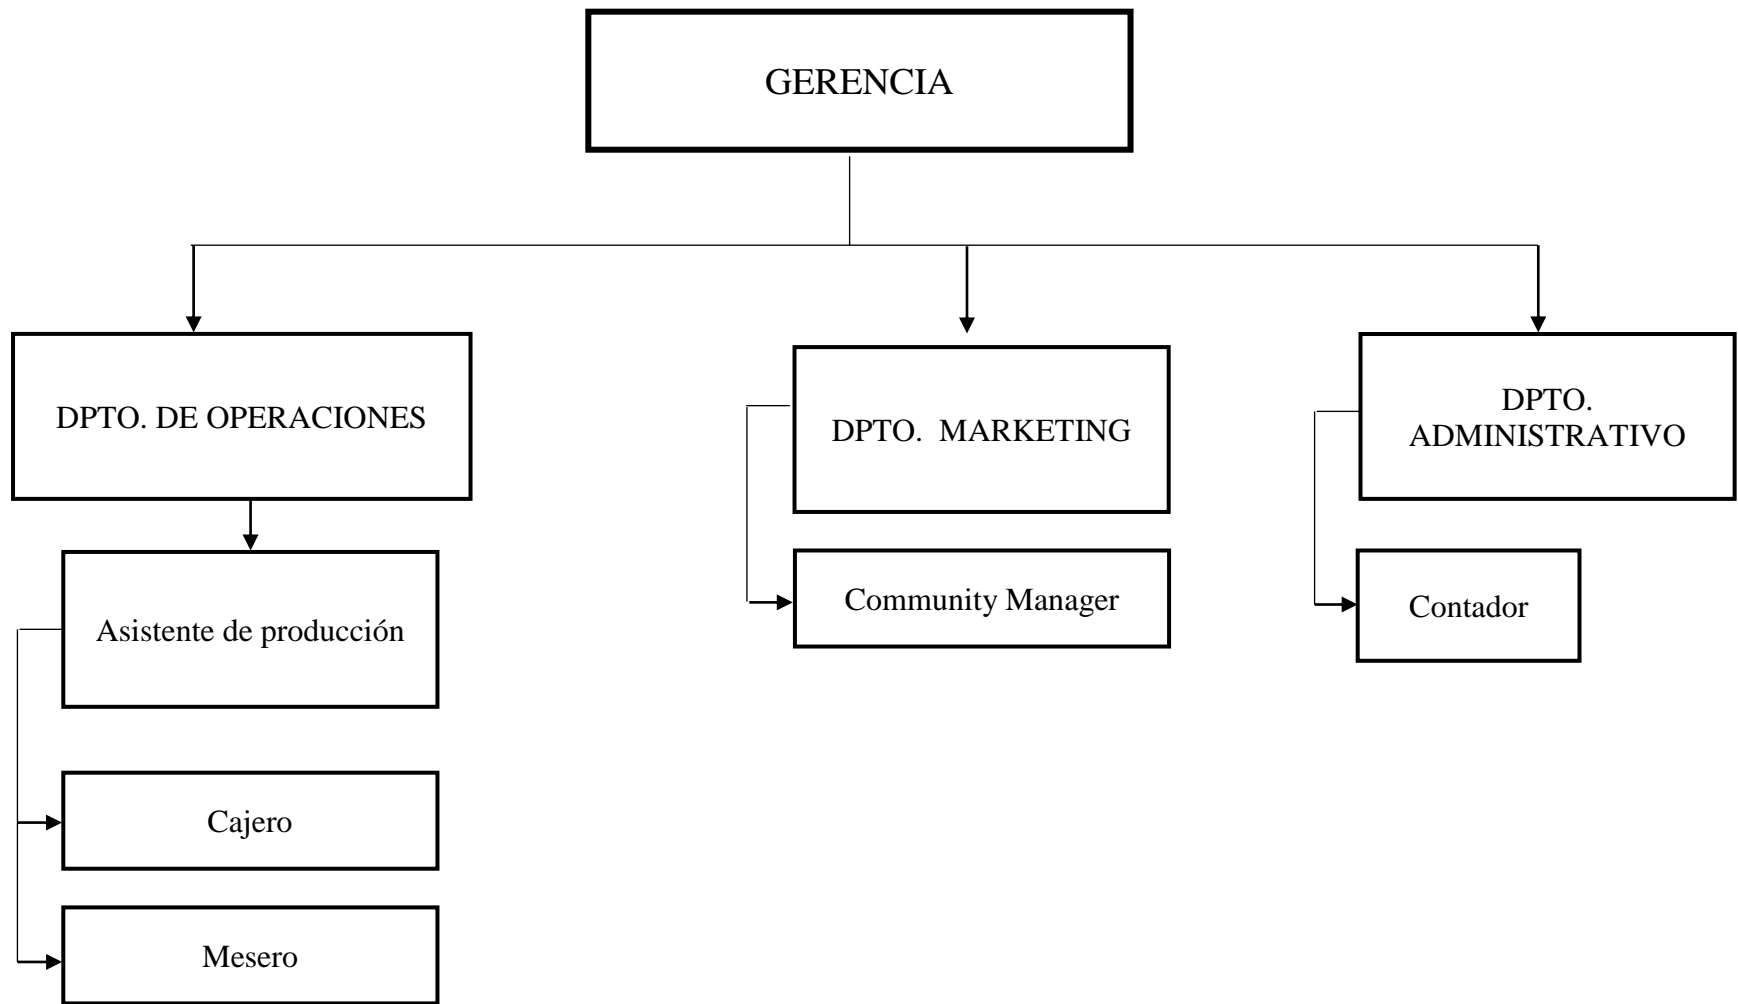 GERENCIA
DPTO. DE OPERACIONES
DPTO.  MARKETING
DPTO.
ADMINISTRATIVO
Asistente de producción
Community Manager
Contador
Cajero
Mesero